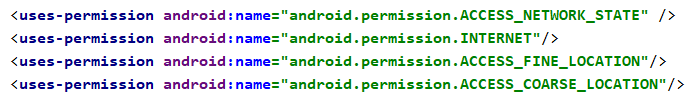 <uses-permission android:name="android.permission.ACCESS_NETWORK_STATE" />
<uses-permission android:name="android.permission.INTERNET"/>
<uses-permission android:name="android.permission.ACCESS_FINE_LOCATION"/>
<uses-permission android:name="android.permission.ACCESS_COARSE_LOCATION"/>